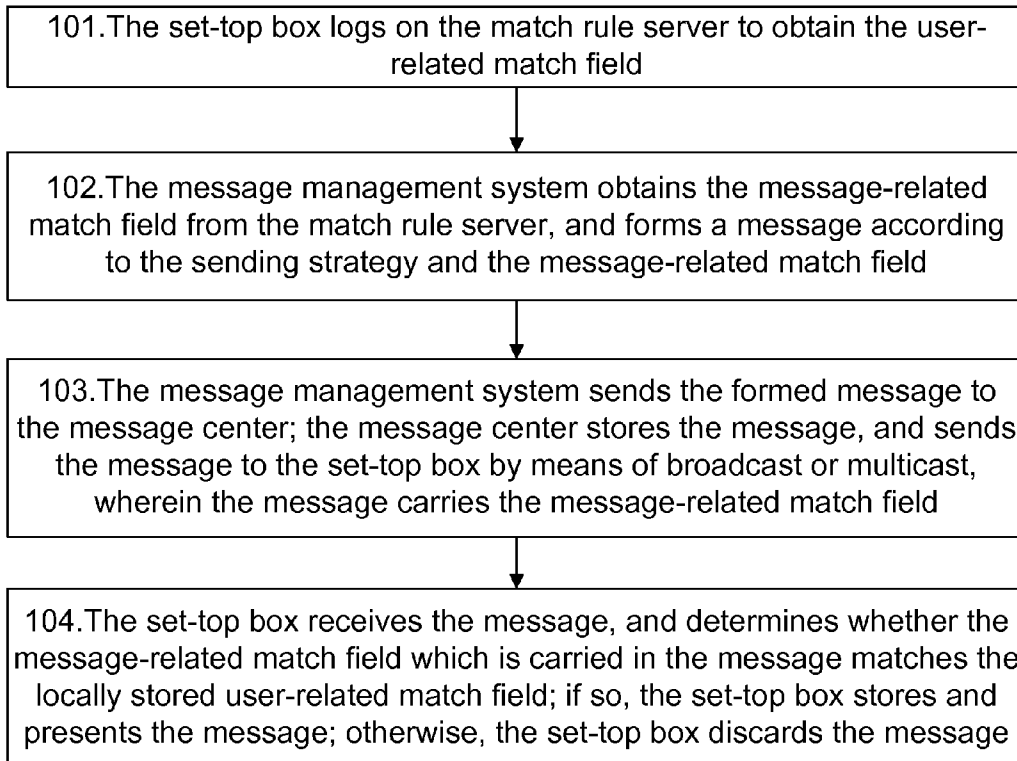 101.The set-top box logs on the match rule server to obtain the user-
related match field
102.The message management system obtains the message-related
match field from the match rule server, and forms a message according
to the sending strategy and the message-related match field
103.The message management system sends the formed message to
the message center; the message center stores the message, and sends
the message to the set-top box by means of broadcast or multicast,
wherein the message carries the message-related match field
104.The set-top box receives the message, and determines whether the
message-related match field which is carried in the message matches the
locally stored user-related match field; if so, the set-top box stores and
presents the message; otherwise, the set-top box discards the message